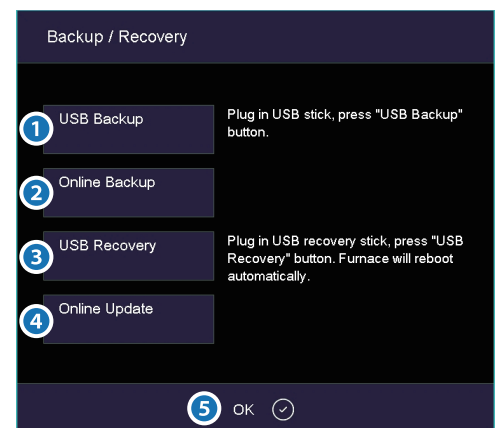 Backup / Recovery
1 USB Backup
Plug in USB stick, press "USB Backup"
button.
2 Online Backup
3 USB Recovery
Plug in USB recovery stick, press "USB
Recovery" button. Furnace will reboot
automatically.
4 Online Update
5 OK